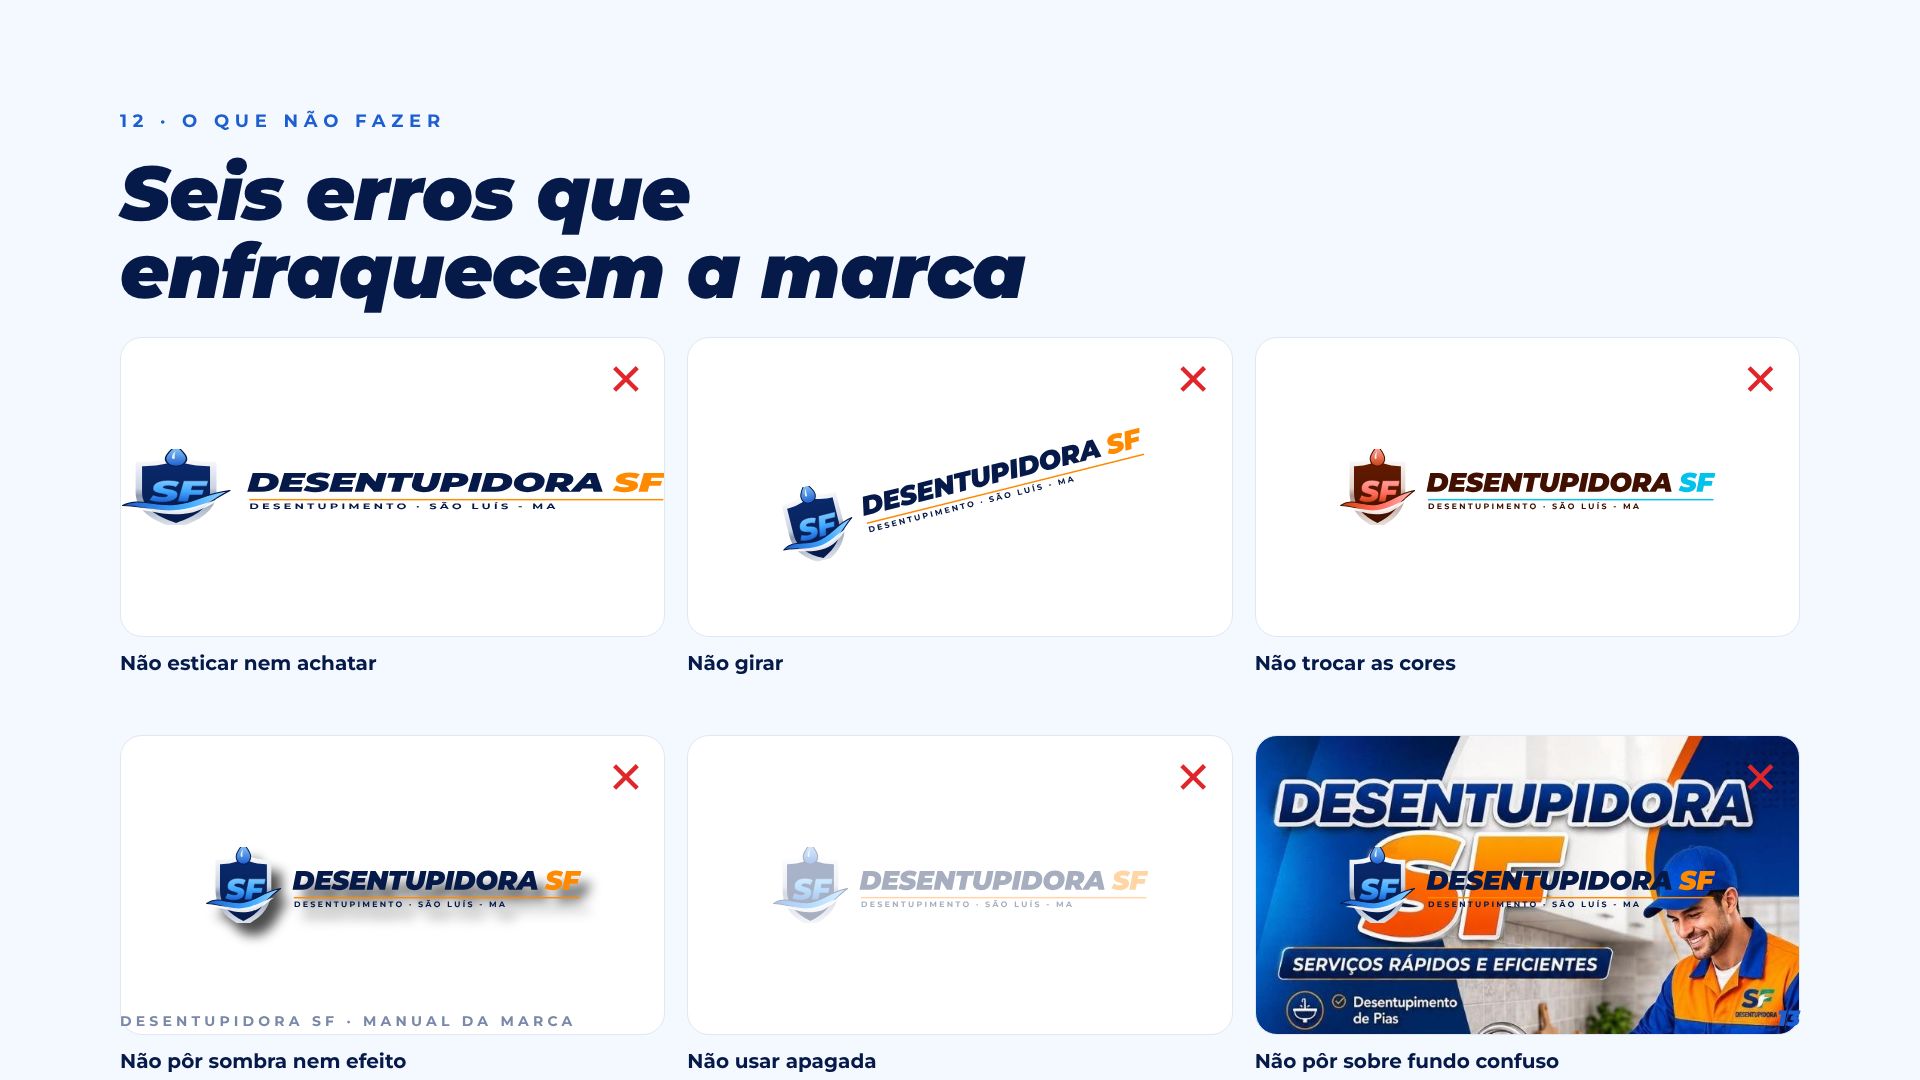 12 · O QUE NÃO FAZER
Seis erros que
enfraquecem a marca
SF
DESENTUPIDORA SF
DESENTUPIMENTO · SÃO LUÍS - MA
SF
DESENTUPIDORA SF
DESENTUPIMENTO · SÃO LUÍS - MA
SF
DESENTUPIDORA SF
DESENTUPIMENTO · SÃO LUÍS - MA
Não esticar nem achatar
Não girar
Não trocar as cores
SF
DESENTUPIDORA SF
DESENTUPIMENTO · SÃO LUÍS - MA
SF
DESENTUPIDORA SF
DESENTUPIMENTO · SÃO LUÍS - MA
DESENTUPIDORA
SF
SF
DESENTUPIDORA SF
DESENTUPIMENTO · SÃO LUÍS - MA
SERVIÇOS RÁPIDOS E EFICIENTES
Desentupimento
de Pias
SF
DESENTUPIDORA
DESENTUPIDORA SF · MANUAL DA MARCA
13
Não pôr sombra nem efeito
Não usar apagada
Não pôr sobre fundo confuso